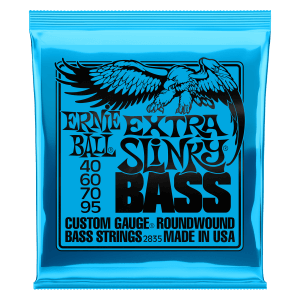 ERNIE BALL
EXTRA SLINKY
BASS
40
60
70
95
CUSTOM GAUGE® ROUNDWOUND
BASS STRINGS 2835 MADE IN USA